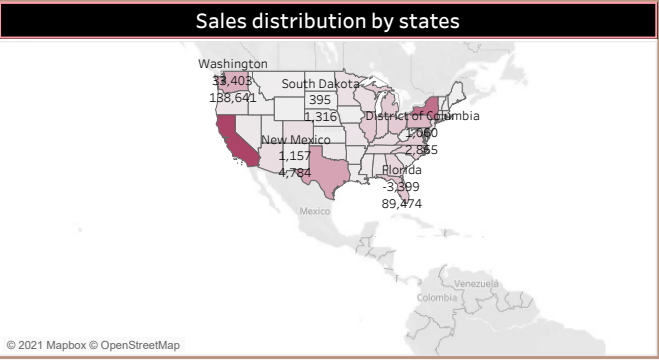 Sales distribution by states
Washington
33,403
138,641
South Dakota
395
1,316
District of Columbia
1,060
2,865
New Mexico
1,157
4,784
Florida
-3,399
89,474
Mexico
Venezuela
Colombia
© 2021 Mapbox © OpenStreetMap